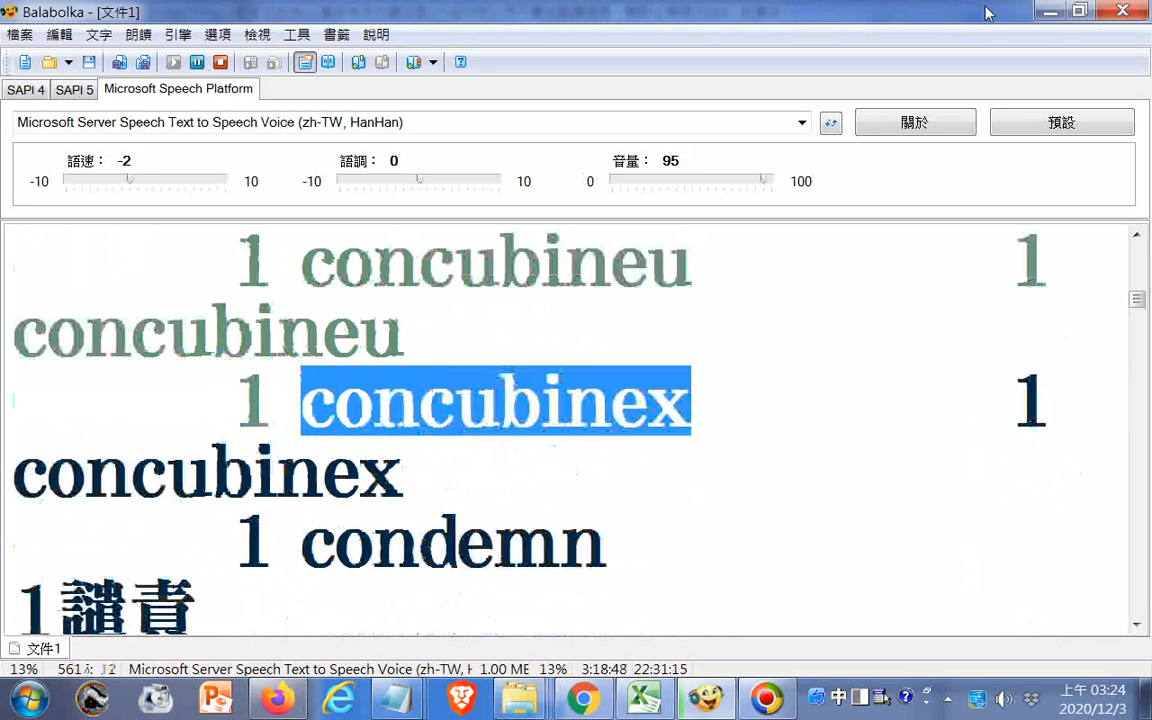 Balabolka - [文件1]
檔案 編輯 文字 朗讀 引擎 選項 檢視 工具 書籤 說明
SAPI 4 SAPI 5 Microsoft Speech Platform
Microsoft Server Speech Text to Speech Voice (zh-TW, HanHan) 關於 預設
語速： -2 語調： 0 音量： 95
-10 10 -10 10 0 100
1 concubineu 1
concubineu
1 concubinex 1
concubinex
1 condemn
1譴責
文件1
13% Microsoft Server Speech Text to Speech Voice (zh-TW, H 1.00 ME 13% 3:18:48 22:31:15
中 上午 03:24
2020/12/3